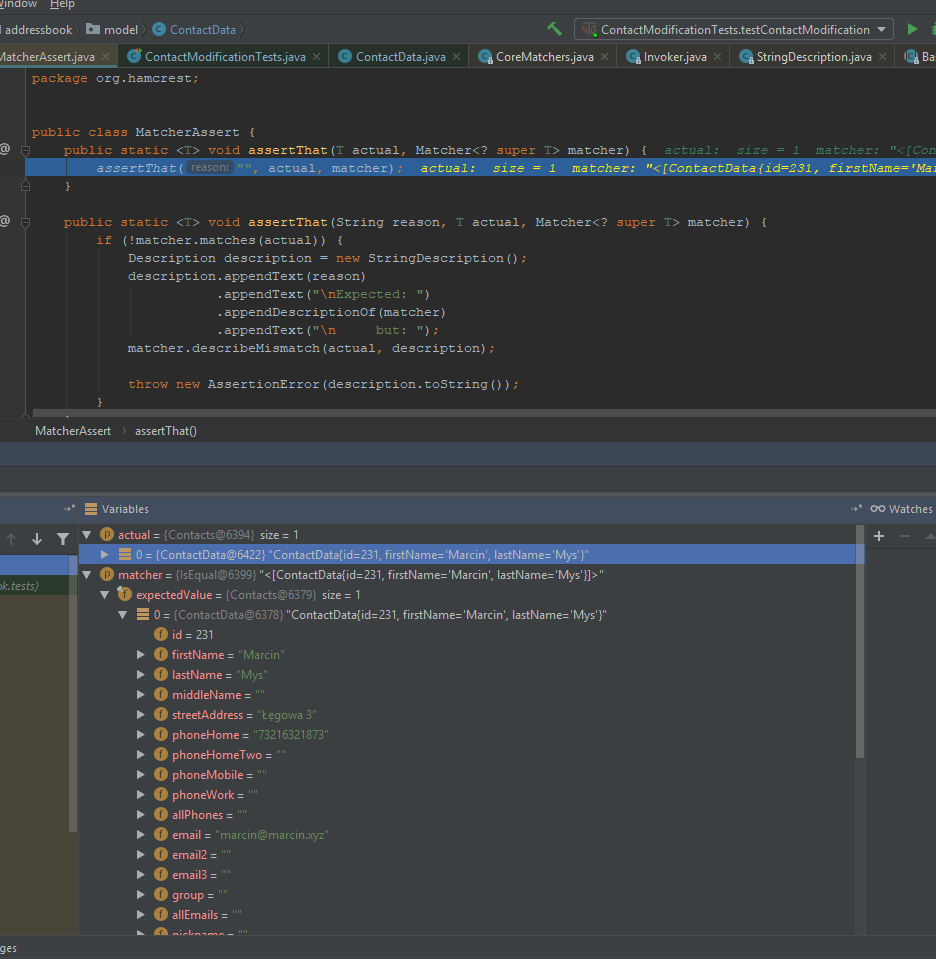 Window Help
addressbook model ContactData ContactModificationTests.testContactModification
MatcherAssert.java ContactModificationTests.java ContactData.java CoreMatchers.java Invoker.java StringDescription.java Ba
package org.hamcrest;
public class MatcherAssert {
@ public static <T> void assertThat(T actual, Matcher<? super T> matcher) { actual: size = 1 matcher: "<[Con
assertThat( reason: "", actual, matcher); actual: size = 1 matcher: "<[ContactData{id=231, firstName='Mar
}
@ public static <T> void assertThat(String reason, T actual, Matcher<? super T> matcher) {
if (!matcher.matches(actual)) {
Description description = new StringDescription();
description.appendText(reason)
.appendText("\nExpected: ")
.appendDescriptionOf(matcher)
.appendText("\n     but: ");
matcher.describeMismatch(actual, description);
throw new AssertionError(description.toString());
}
MatcherAssert assertThat()
Variables Watches
actual = {Contacts@6394} size = 1
0 = {ContactData@6422} "ContactData{id=231, firstName='Marcin', lastName='Mys'}"
matcher = {IsEqual@6399} "<[ContactData{id=231, firstName='Marcin', lastName='Mys'}]>"
ok.tests) expectedValue = {Contacts@6379} size = 1
0 = {ContactData@6378} "ContactData{id=231, firstName='Marcin', lastName='Mys'}"
id = 231
firstName = "Marcin"
lastName = "Mys"
middleName = ""
streetAddress = "Łęgowa 3"
phoneHome = "73216321873"
phoneHomeTwo = ""
phoneMobile = ""
phoneWork = ""
allPhones = ""
email = "marcin@marcin.xyz"
email2 = ""
email3 = ""
group = ""
allEmails = ""
nickname = ""
ges